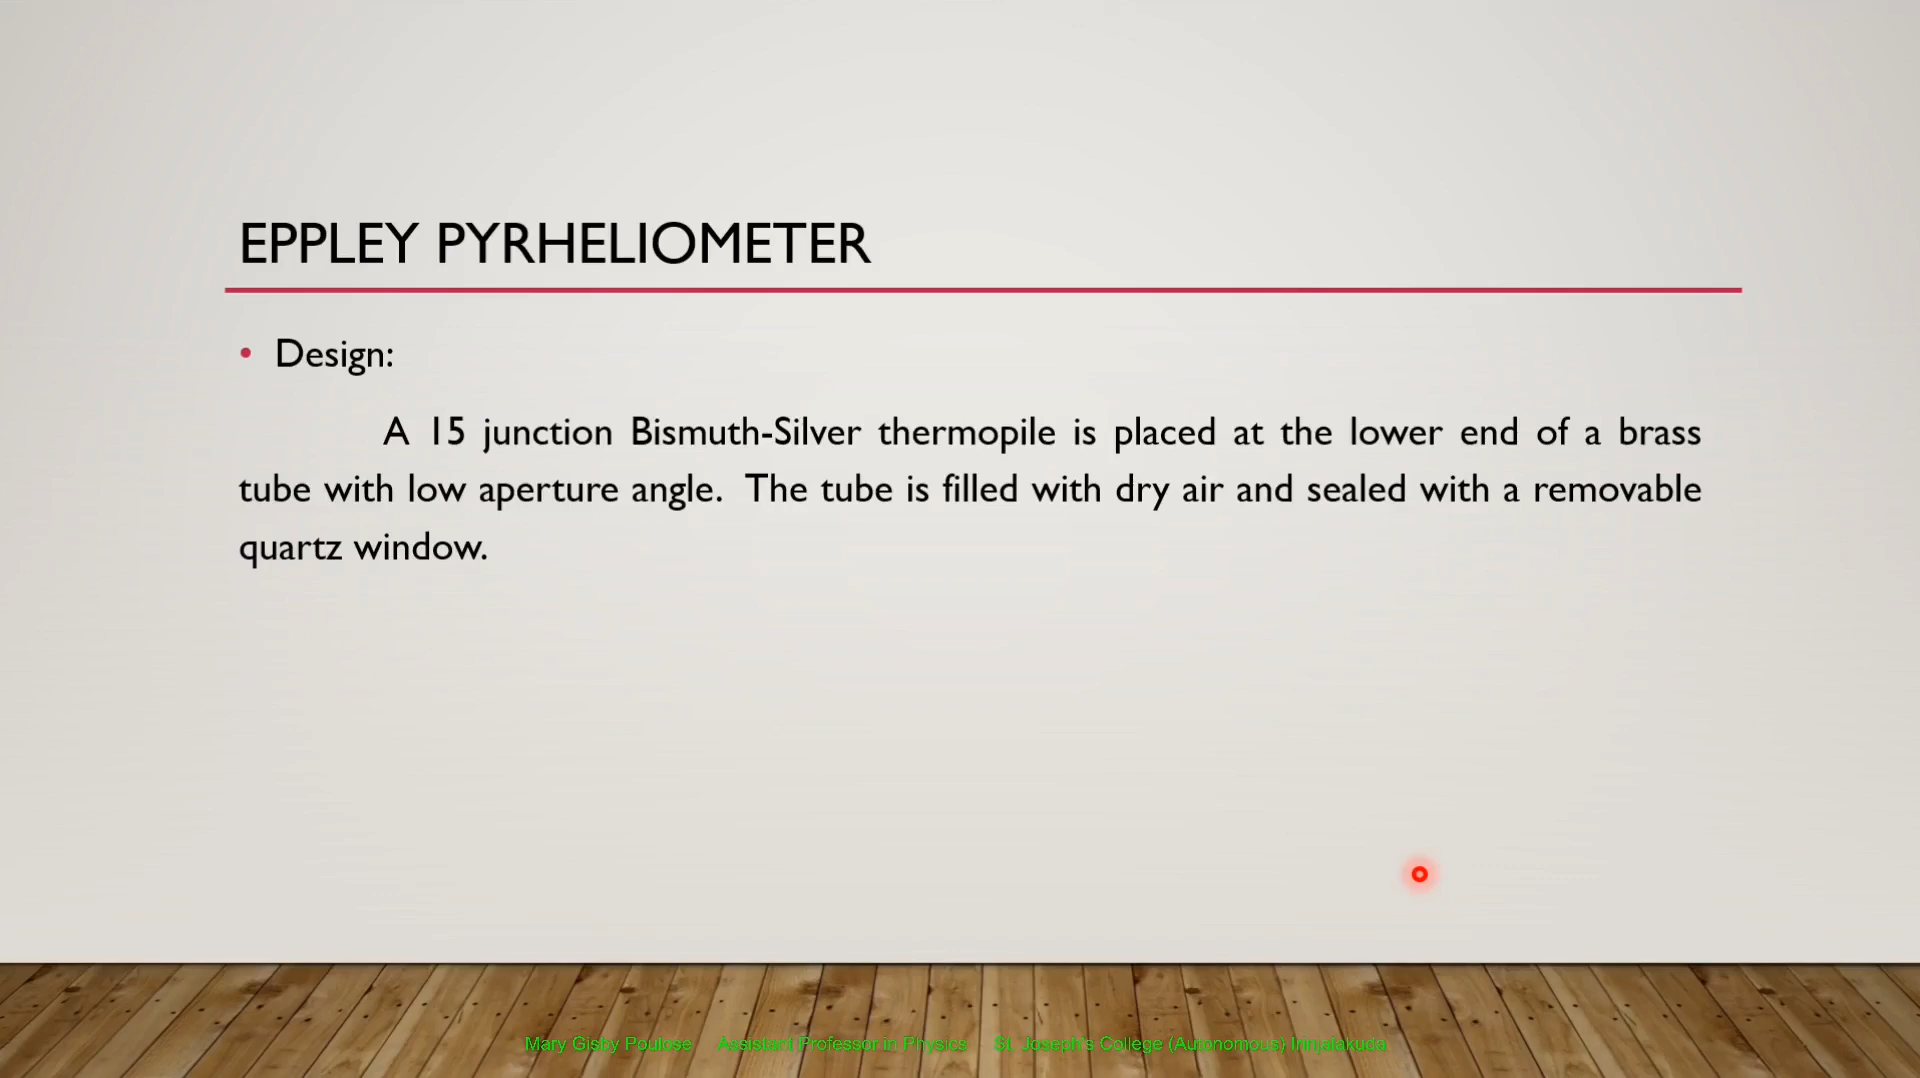 EPPLEY PYRHELIOMETER
• Design:
A 15 junction Bismuth-Silver thermopile is placed at the lower end of a brass
tube with low aperture angle. The tube is filled with dry air and sealed with a removable
quartz window.
Mary Gisby Poulose Assistant Professor in Physics St. Joseph's College (Autonomous) Irinjalakuda